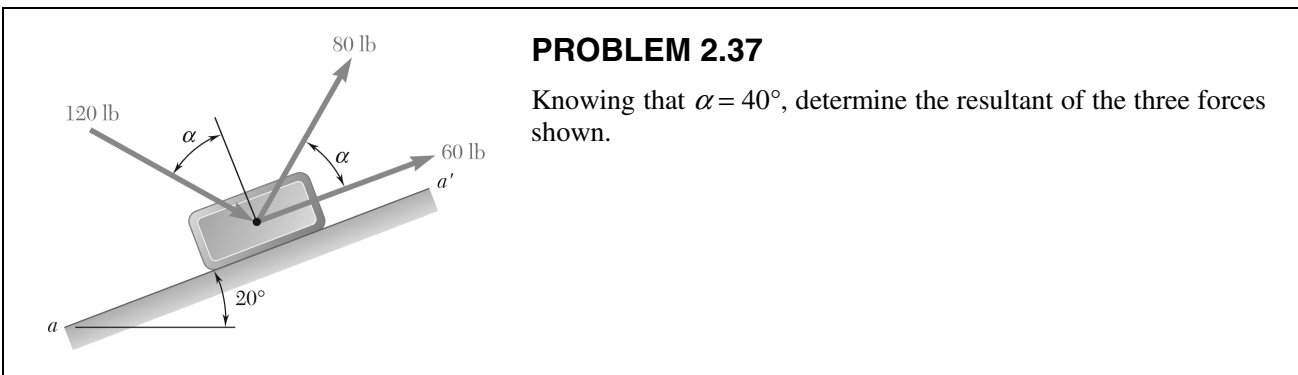 PROBLEM 2.37
Knowing that α = 40°, determine the resultant of the three forces
shown.
80 lb
120 lb
α
α
60 lb
a′
20°
a